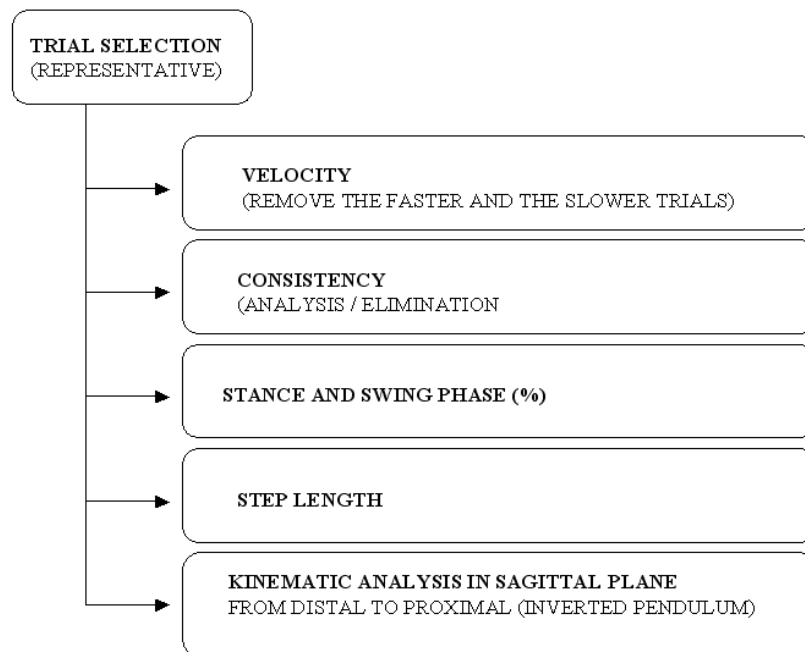 TRIAL SELECTION
(REPRESENTATIVE)
VELOCITY
(REMOVE THE FASTER AND THE SLOWER TRIALS)
CONSISTENCY
(ANALYSIS / ELIMINATION
STANCE AND SWING PHASE (%)
STEP LENGTH
KINEMATIC ANALYSIS IN SAGITTAL PLANE
FROM DISTAL TO PROXIMAL (INVERTED PENDULUM)